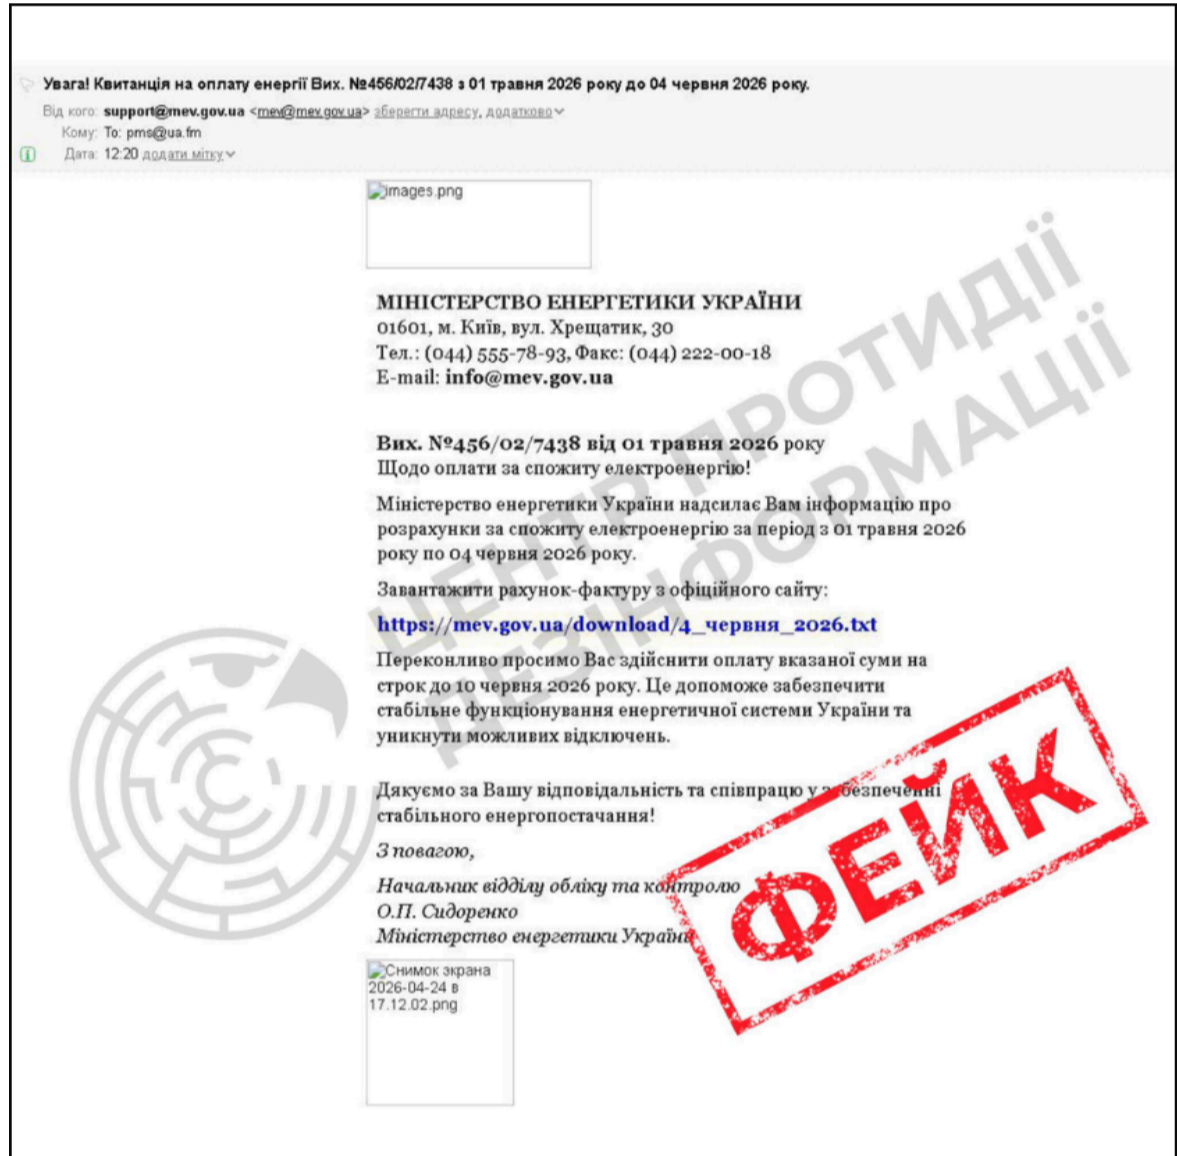 Увага! Квитанція на оплату енергії Вих. №456/02/7438 з 01 травня 2026 року до 04 червня 2026 року.
Від кого: support@mev.gov.ua <mev@mev.gov.ua> зберегти адресу, додатково
Кому: To: pms@ua.fm
Дата: 12:20 додати мітку
images.png
МІНІСТЕРСТВО ЕНЕРГЕТИКИ УКРАЇНИ
01601, м. Київ, вул. Хрещатик, 30
Тел.: (044) 555-78-93, Факс: (044) 222-00-18
E-mail: info@mev.gov.ua
Вих. №456/02/7438 від 01 травня 2026 року
Щодо оплати за спожиту електроенергію!
Міністерство енергетики України надсилає Вам інформацію про
розрахунки за спожиту електроенергію за період з 01 травня 2026
року по 04 червня 2026 року.
Завантажити рахунок-фактуру з офіційного сайту:
https://mev.gov.ua/download/4_червня_2026.txt
Переконливо просимо Вас здійснити оплату вказаної суми на
строк до 10 червня 2026 року. Це допоможе забезпечити
стабільне функціонування енергетичної системи України та
уникнути можливих відключень.
Дякуємо за Вашу відповідальність та співпрацю у забезпеченні
стабільного енергопостачання!
З повагою,
Начальник відділу обліку та контролю
О.П. Сидоренко
Міністерство енергетики України
Снимок экрана
2026-04-24 в
17.12.02.png
ЦЕНТР ПРОТИДІЇ
ДЕЗІНФОРМАЦІЇ
ФЕЙК